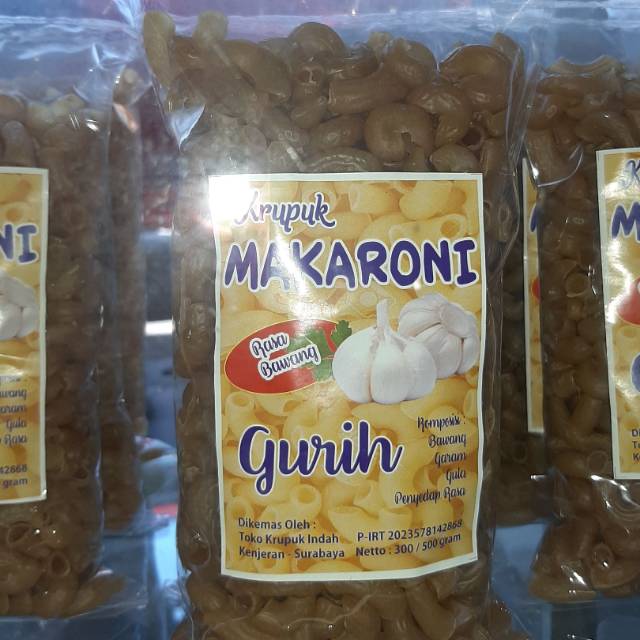 Krupuk
MAKARONI
Rasa
Bawang
Gurih
Komposisi :
Bawang
Garam
Gula
Penyedap Rasa
Dikemas Oleh :
Toko Krupuk Indah
Kenjeran - Surabaya
P-IRT 2023578142868
Netto : 300 / 500 gram